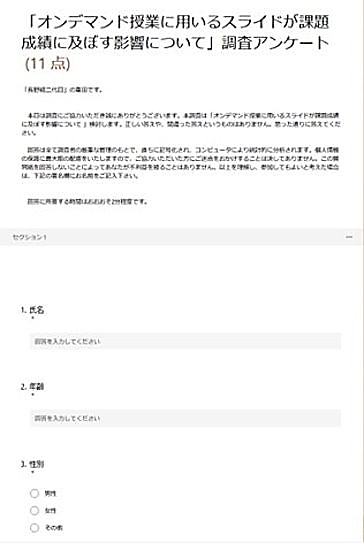 「オンデマンド授業に用いるスライドが課題
成績に及ぼす影響について」調査アンケート
(11 点)
本日は調査にご協力いただき誠にありがとうございます。本調査は「オンデマンド授業に用いるスライドが課題成績
に及ぼす影響について 」検討します。正しい答えや、間違った答えというものはありません。思った通りに答えてくだ
さい。
回答は全て調査者の厳重な管理のもとで、直ちに記号化され、コンピュータにより統計的に分析されます。個人情報
の保護に最大限の配慮をいたしますので、ご協力いただいた方にご迷惑をおかけすることは決してありません。この質
問紙を回答しないことによってあなたが不利益を被ることはありません。以上を理解し、参加してもよいと考えた場合
は、下記の署名欄にお名前をご記入下さい。
回答に所要する時間はおおよそ2分程度です。
セクション 1
1. 氏名
*
回答を入力してください
2. 年齢
*
回答を入力してください
3. 性別
*
男性
女性
その他